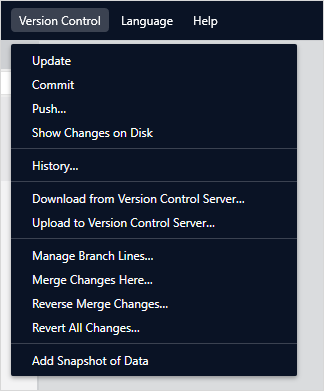 Version Control Language Help
Update
Commit
Push...
Show Changes on Disk
History...
Download from Version Control Server...
Upload to Version Control Server...
Manage Branch Lines...
Merge Changes Here...
Reverse Merge Changes...
Revert All Changes...
Add Snapshot of Data